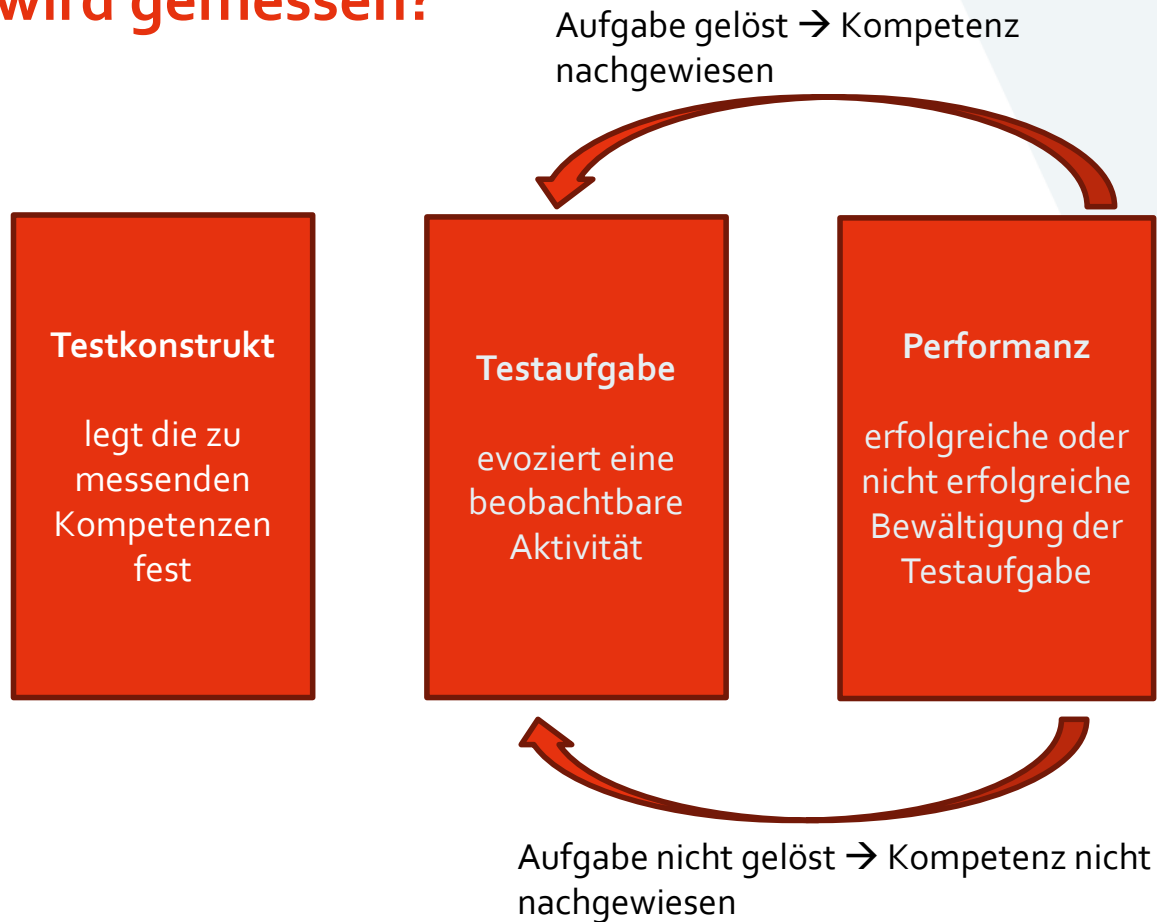 wird gemessen?
Aufgabe gelöst → Kompetenz
nachgewiesen
Testkonstrukt
legt die zu
messenden
Kompetenzen
fest
Testaufgabe
evoziert eine
beobachtbare
Aktivität
Performanz
erfolgreiche oder
nicht erfolgreiche
Bewältigung der
Testaufgabe
Aufgabe nicht gelöst → Kompetenz nicht
nachgewiesen